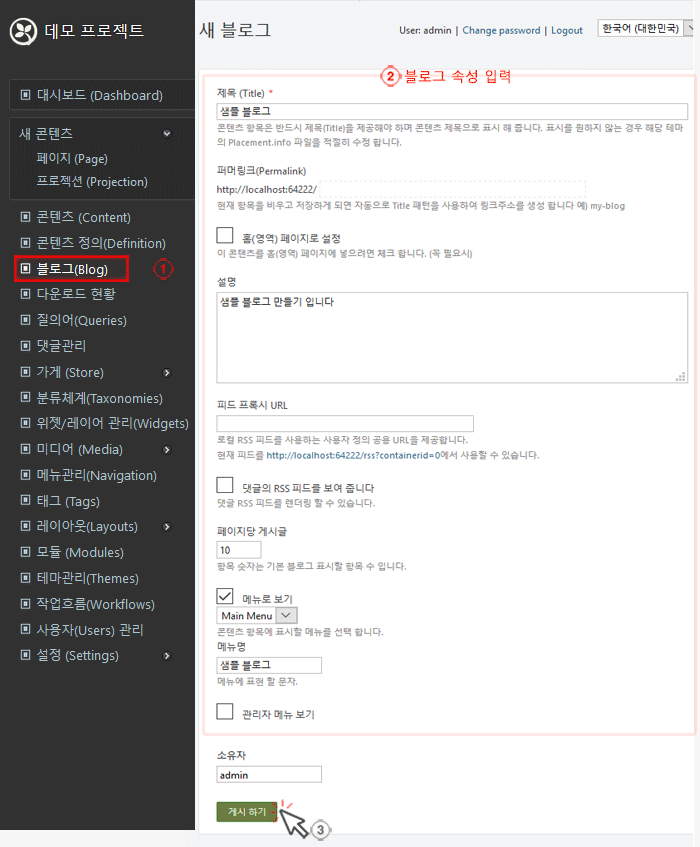 데모 프로젝트
대시보드 (Dashboard)
새 콘텐츠
페이지 (Page)
프로젝션 (Projection)
콘텐츠 (Content)
콘텐츠 정의(Definition)
블로그(Blog)
1
다운로드 현황
질의어(Queries)
댓글관리
가게 (Store)
분류체계(Taxonomies)
위젯/레이어 관리(Widgets)
미디어 (Media)
메뉴관리(Navigation)
태그 (Tags)
레이아웃(Layouts)
모듈 (Modules)
테마관리(Themes)
작업흐름(Workflows)
사용자(Users) 관리
설정 (Settings)
새 블로그
User: admin | Change password | Logout
한국어 (대한민국)
2 블로그 속성 입력
제목 (Title) *
샘플 블로그
콘텐츠 항목은 반드시 제목(Title)을 제공해야 하며 콘텐츠 제목으로 표시 해 줍니다. 표시를 원하지 않는 경우 해당 테마
의 Placement.info 파일을 적절히 수정 합니다.
퍼머링크(Permalink)
http://localhost:64222/
현재 항목을 비우고 저장하게 되면 자동으로 Title 패턴을 사용하여 링크주소를 생성 합니다 예) my-blog
홈(영역) 페이지로 설정
이 콘텐츠를 홈(영역) 페이지에 넣으려면 체크 합니다. (꼭 필요시)
설명
샘플 블로그 만들기 입니다
피드 프록시 URL
로컬 RSS 피드를 사용하는 사용자 정의 공용 URL을 제공합니다.
현재 피드를 http://localhost:64222/rss?containerid=0에서 사용할 수 있습니다.
댓글의 RSS 피드를 보여 줍니다
댓글 RSS 피드를 렌더링 할 수 있습니다.
페이지당 게시글
10
항목 숫자는 기본 블로그 표시할 항목 수 입니다.
메뉴로 보기
Main Menu
콘텐츠 항목에 표시할 메뉴를 선택 합니다.
메뉴명
샘플 블로그
메뉴에 표현 할 문자.
관리자 메뉴 보기
소유자
admin
게시 하기
3